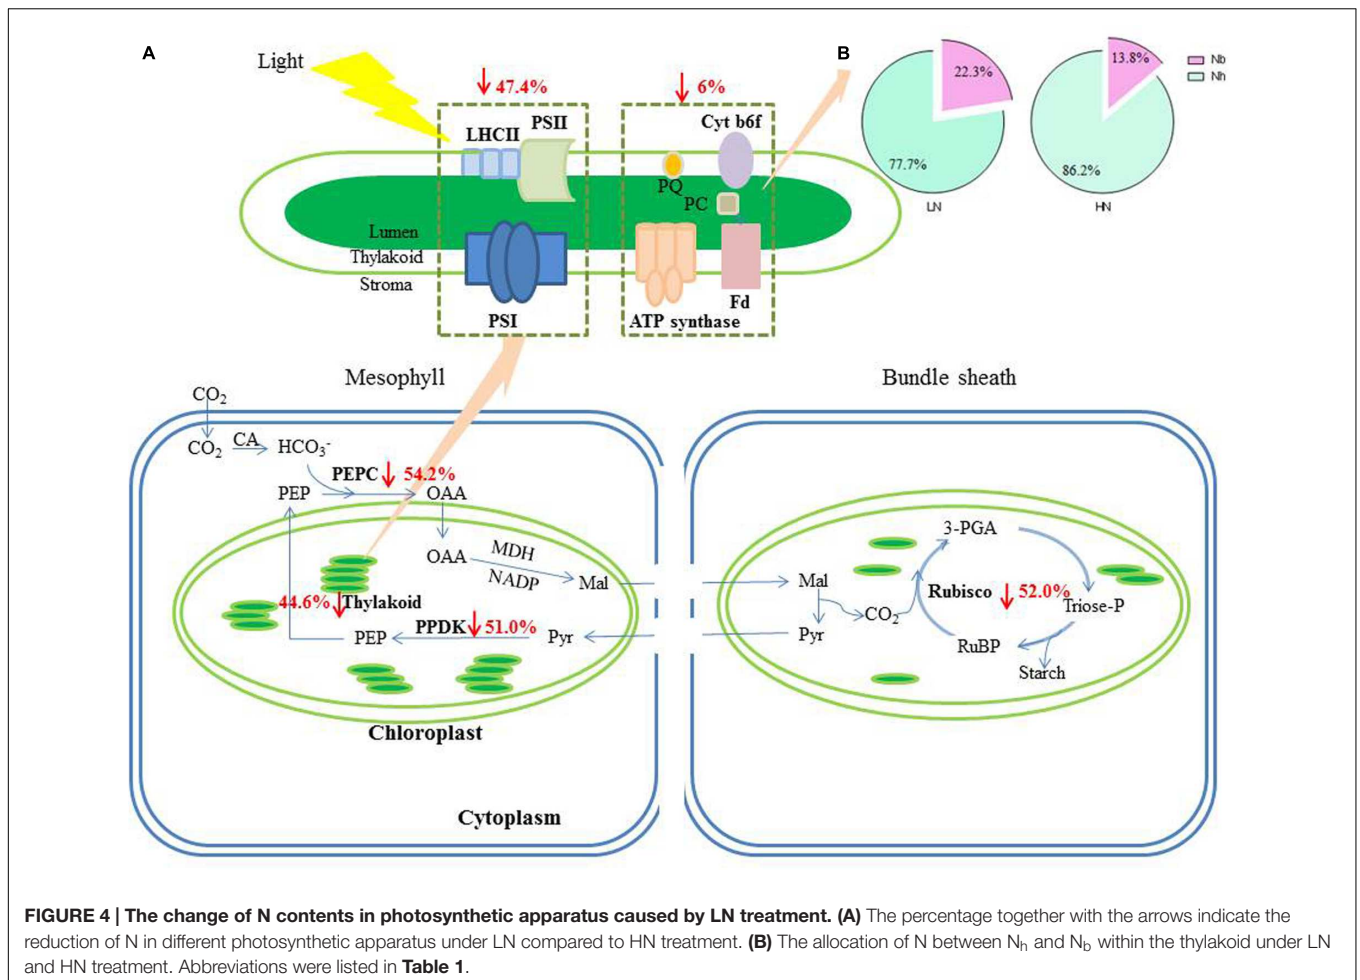 A
Light
47.4%
6%
B
22.3%
77.7%
LN
13.8%
86.2%
HN
Nb
Nh
LHCII
PSII
Cyt b6f
PQ
PC
Lumen
Thylakoid
Stroma
PSI
ATP synthase
Fd
Mesophyll
Bundle sheath
CO2
CO2
CA
HCO3-
PEPC
54.2%
PEP
OAA
OAA
MDH
NADP
Mal
44.6%
Thylakoid
PEP
PPDK
51.0%
Pyr
Chloroplast
Cytoplasm
3-PGA
Mal
CO2
Rubisco
52.0%
Triose-P
Pyr
RuBP
Starch
FIGURE 4 | The change of N contents in photosynthetic apparatus caused by LN treatment. (A) The percentage together with the arrows indicate the
reduction of N in different photosynthetic apparatus under LN compared to HN treatment. (B) The allocation of N between Nh and Nb within the thylakoid under LN
and HN treatment. Abbreviations were listed in Table 1.